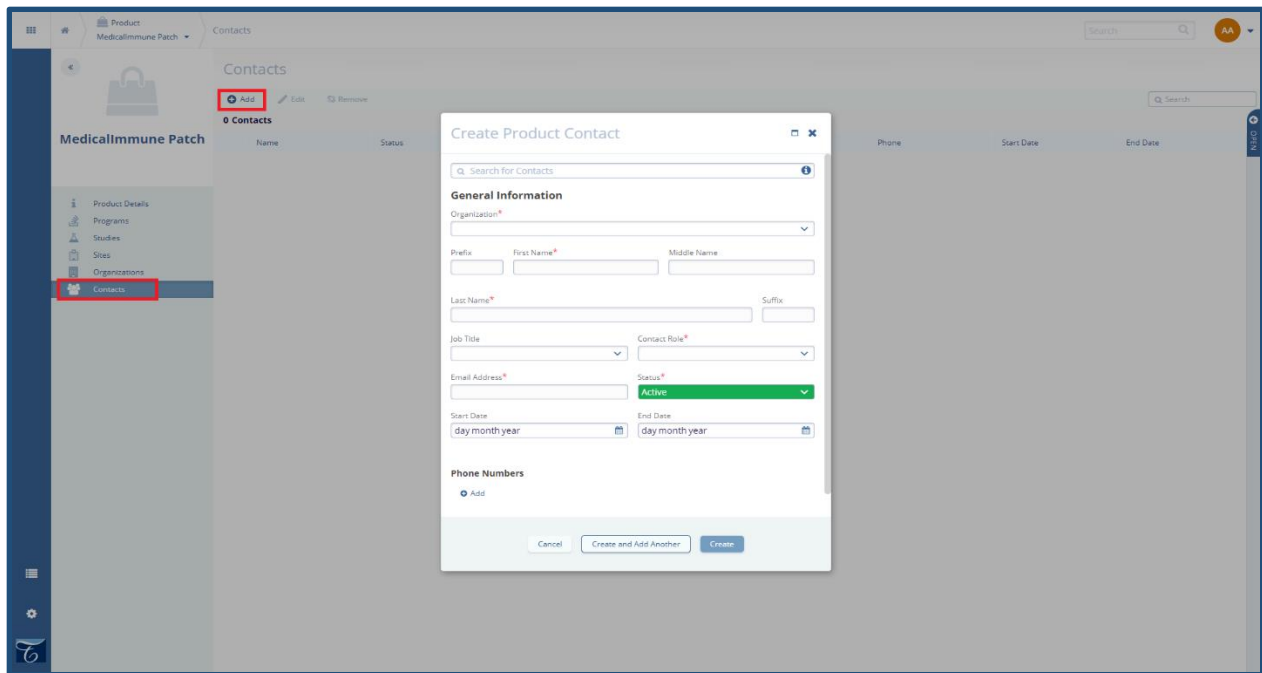 Product
MedicalImmune Patch
Contacts
Search
AA
Contacts
Add
Edit
Remove
Search
0 Contacts
Name
Status
Phone
Start Date
End Date
OPEN
MedicalImmune Patch
Product Details
Programs
Studies
Sites
Organizations
Contacts
Create Product Contact
Search for Contacts
General Information
Organization*
Prefix
First Name*
Middle Name
Last Name*
Suffix
Job Title
Contact Role*
Email Address*
Status*
Active
Start Date
End Date
day month year
day month year
Phone Numbers
Add
Cancel
Create and Add Another
Create